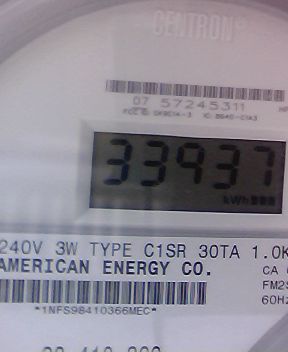 CENTRON®
07 57245311
33937
kWh
240V 3W TYPE C1SR 30TA 1.0K
AMERICAN ENERGY CO.
CA
FM2S
60Hz
*1NFS98410366MEC*